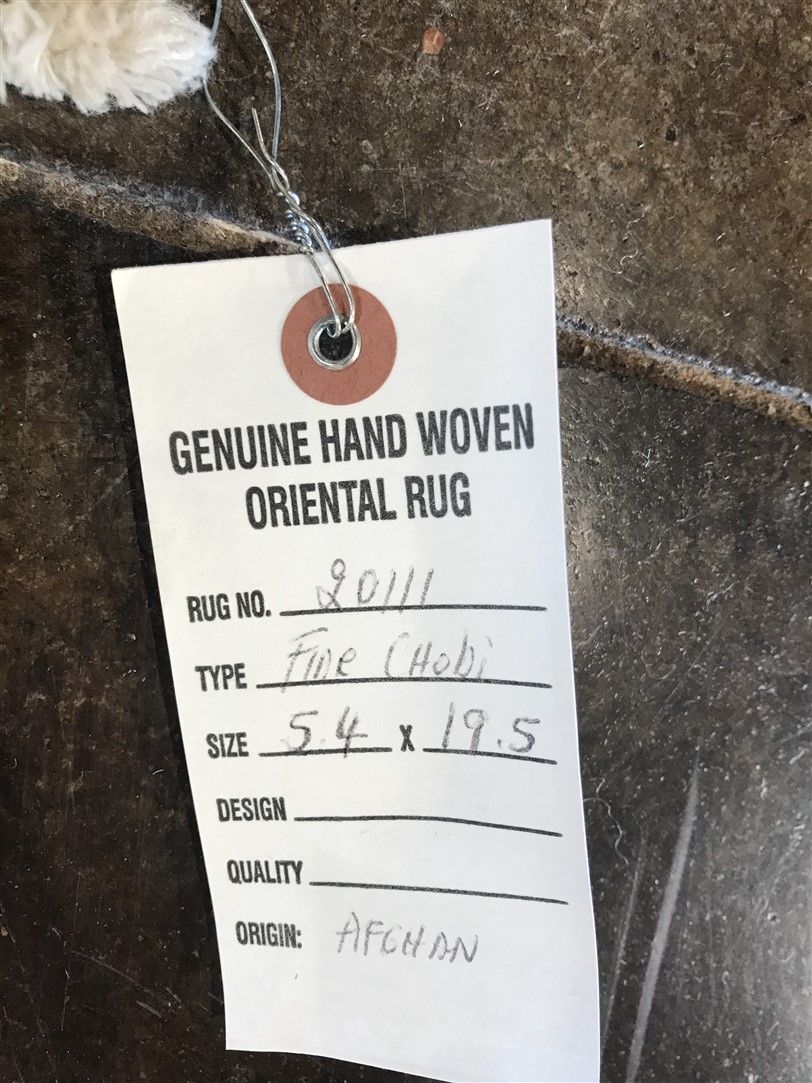 GENUINE HAND WOVEN
ORIENTAL RUG
RUG NO. 20111
TYPE Fine CHobi
SIZE 5.4 X 19.5
DESIGN
QUALITY
ORIGIN: AFGHAN